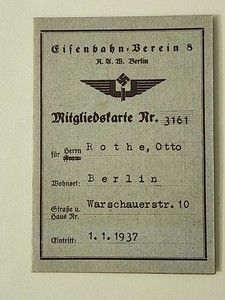 Eisenbahn-Verein 8
R. A. W. Berlin
Mitgliedskarte Nr. 3161
für Herrn Rothe, Otto
Frau
Wohnort: Berlin
Straße u. Warschauerstr. 10
Haus Nr.
Eintritt: 1. 1. 1937